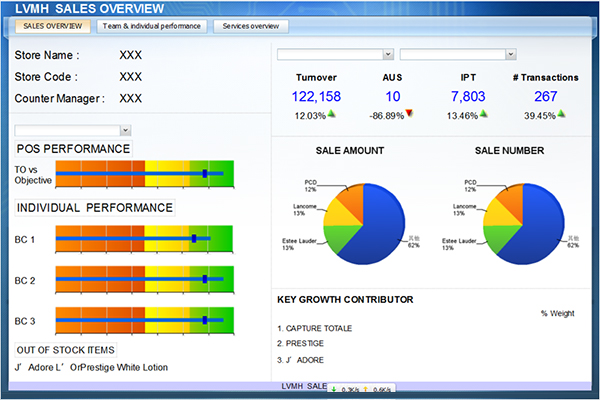 LVMH SALES OVERVIEW
SALES OVERVIEW
Team & individual performance
Services overview
Store Name : XXX
Store Code : XXX
Counter Manager : XXX
Turnover AUS IPT # Transactions
122,158 10 7,803 267
12.03% -86.89% 13.46% 39.45%
POS PERFORMANCE
TO vs
Objective
INDIVIDUAL PERFORMANCE
BC 1
BC 2
BC 3
OUT OF STOCK ITEMS
J’ Adore L’ OrPrestige White Lotion
SALE AMOUNT
PCD
12%
Lancome
13%
Estee Lauder
13%
其他
62%
SALE NUMBER
PCD
12%
Lancome
13%
Estee Lauder
13%
其他
62%
KEY GROWTH CONTRIBUTOR
% Weight
1. CAPTURE TOTALE
2. PRESTIGE
3. J’ ADORE
LVMH SALE
0.3K/s 0.6K/s